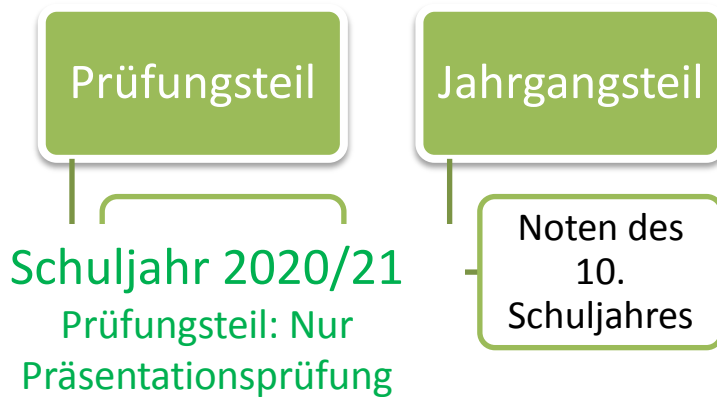 Prüfungsteil
Jahrgangsteil
Schuljahr 2020/21
Prüfungsteil: Nur
Präsentationsprüfung
Noten des
10.
Schuljahres